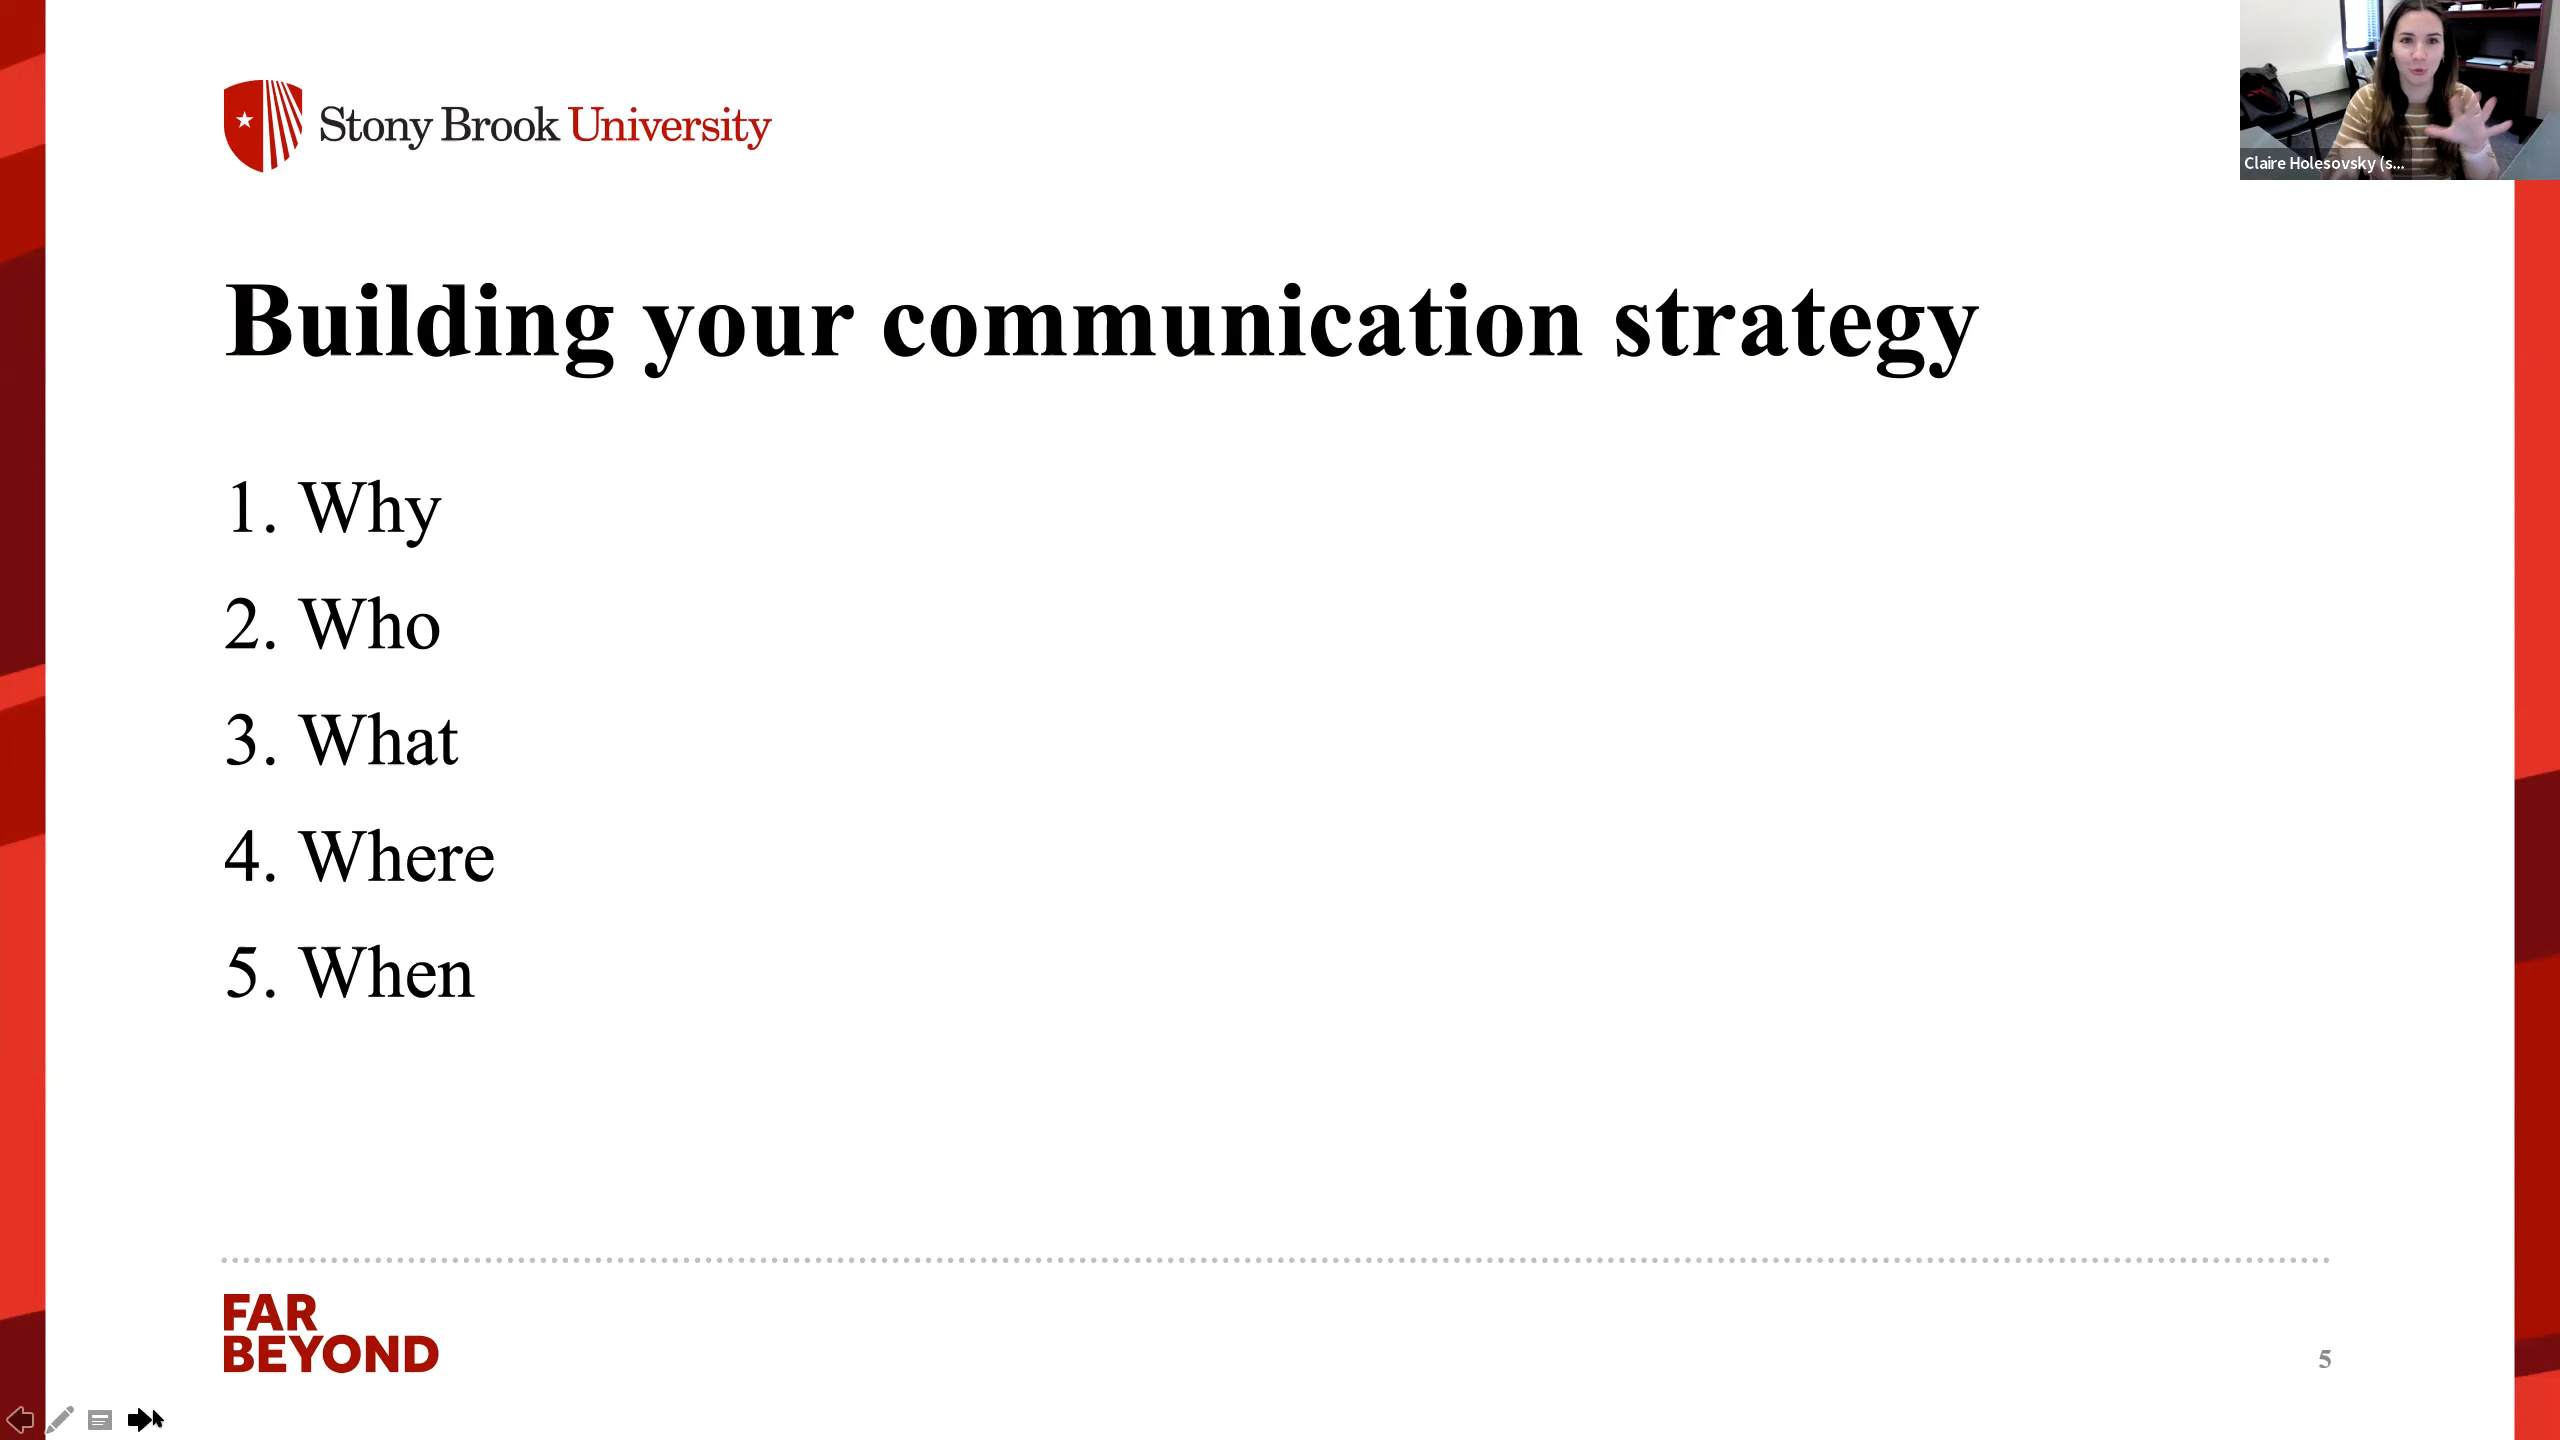 Stony Brook University
Claire Holesovsky (s...
Building your communication strategy
1. Why
2. Who
3. What
4. Where
5. When
FAR
BEYOND
5